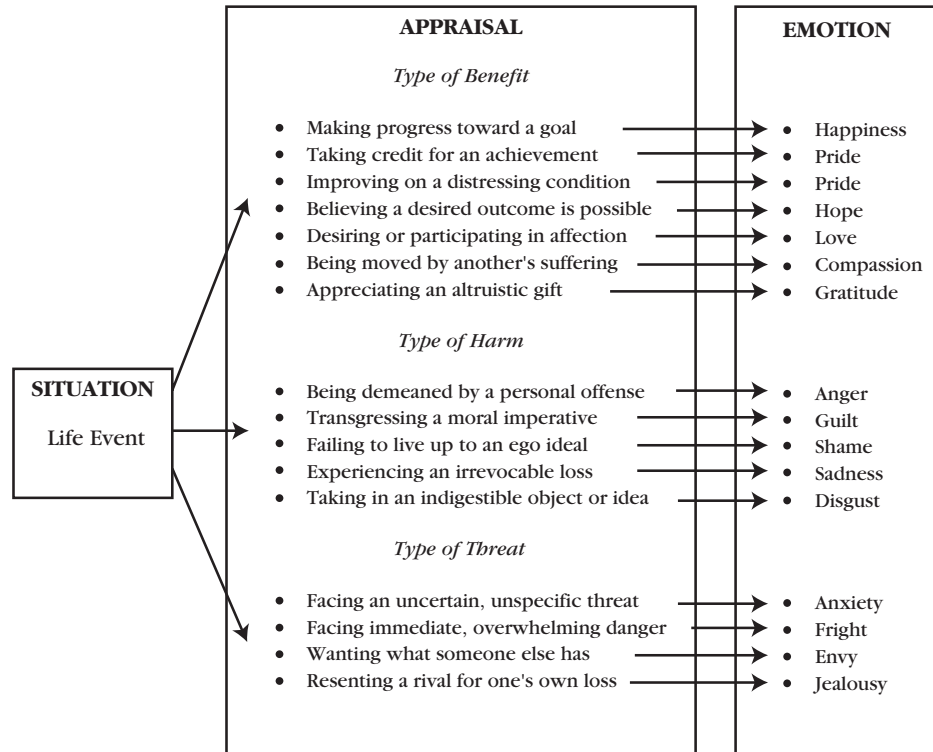 APPRAISAL
Type of Benefit
• Making progress toward a goal
• Taking credit for an achievement
• Improving on a distressing condition
• Believing a desired outcome is possible
• Desiring or participating in affection
• Being moved by another's suffering
• Appreciating an altruistic gift
Type of Harm
• Being demeaned by a personal offense
• Transgressing a moral imperative
• Failing to live up to an ego ideal
• Experiencing an irrevocable loss
• Taking in an indigestible object or idea
Type of Threat
• Facing an uncertain, unspecific threat
• Facing immediate, overwhelming danger
• Wanting what someone else has
• Resenting a rival for one's own loss
EMOTION
• Happiness
• Pride
• Pride
• Hope
• Love
• Compassion
• Gratitude
• Anger
• Guilt
• Shame
• Sadness
• Disgust
• Anxiety
• Fright
• Envy
• Jealousy
SITUATION
Life Event